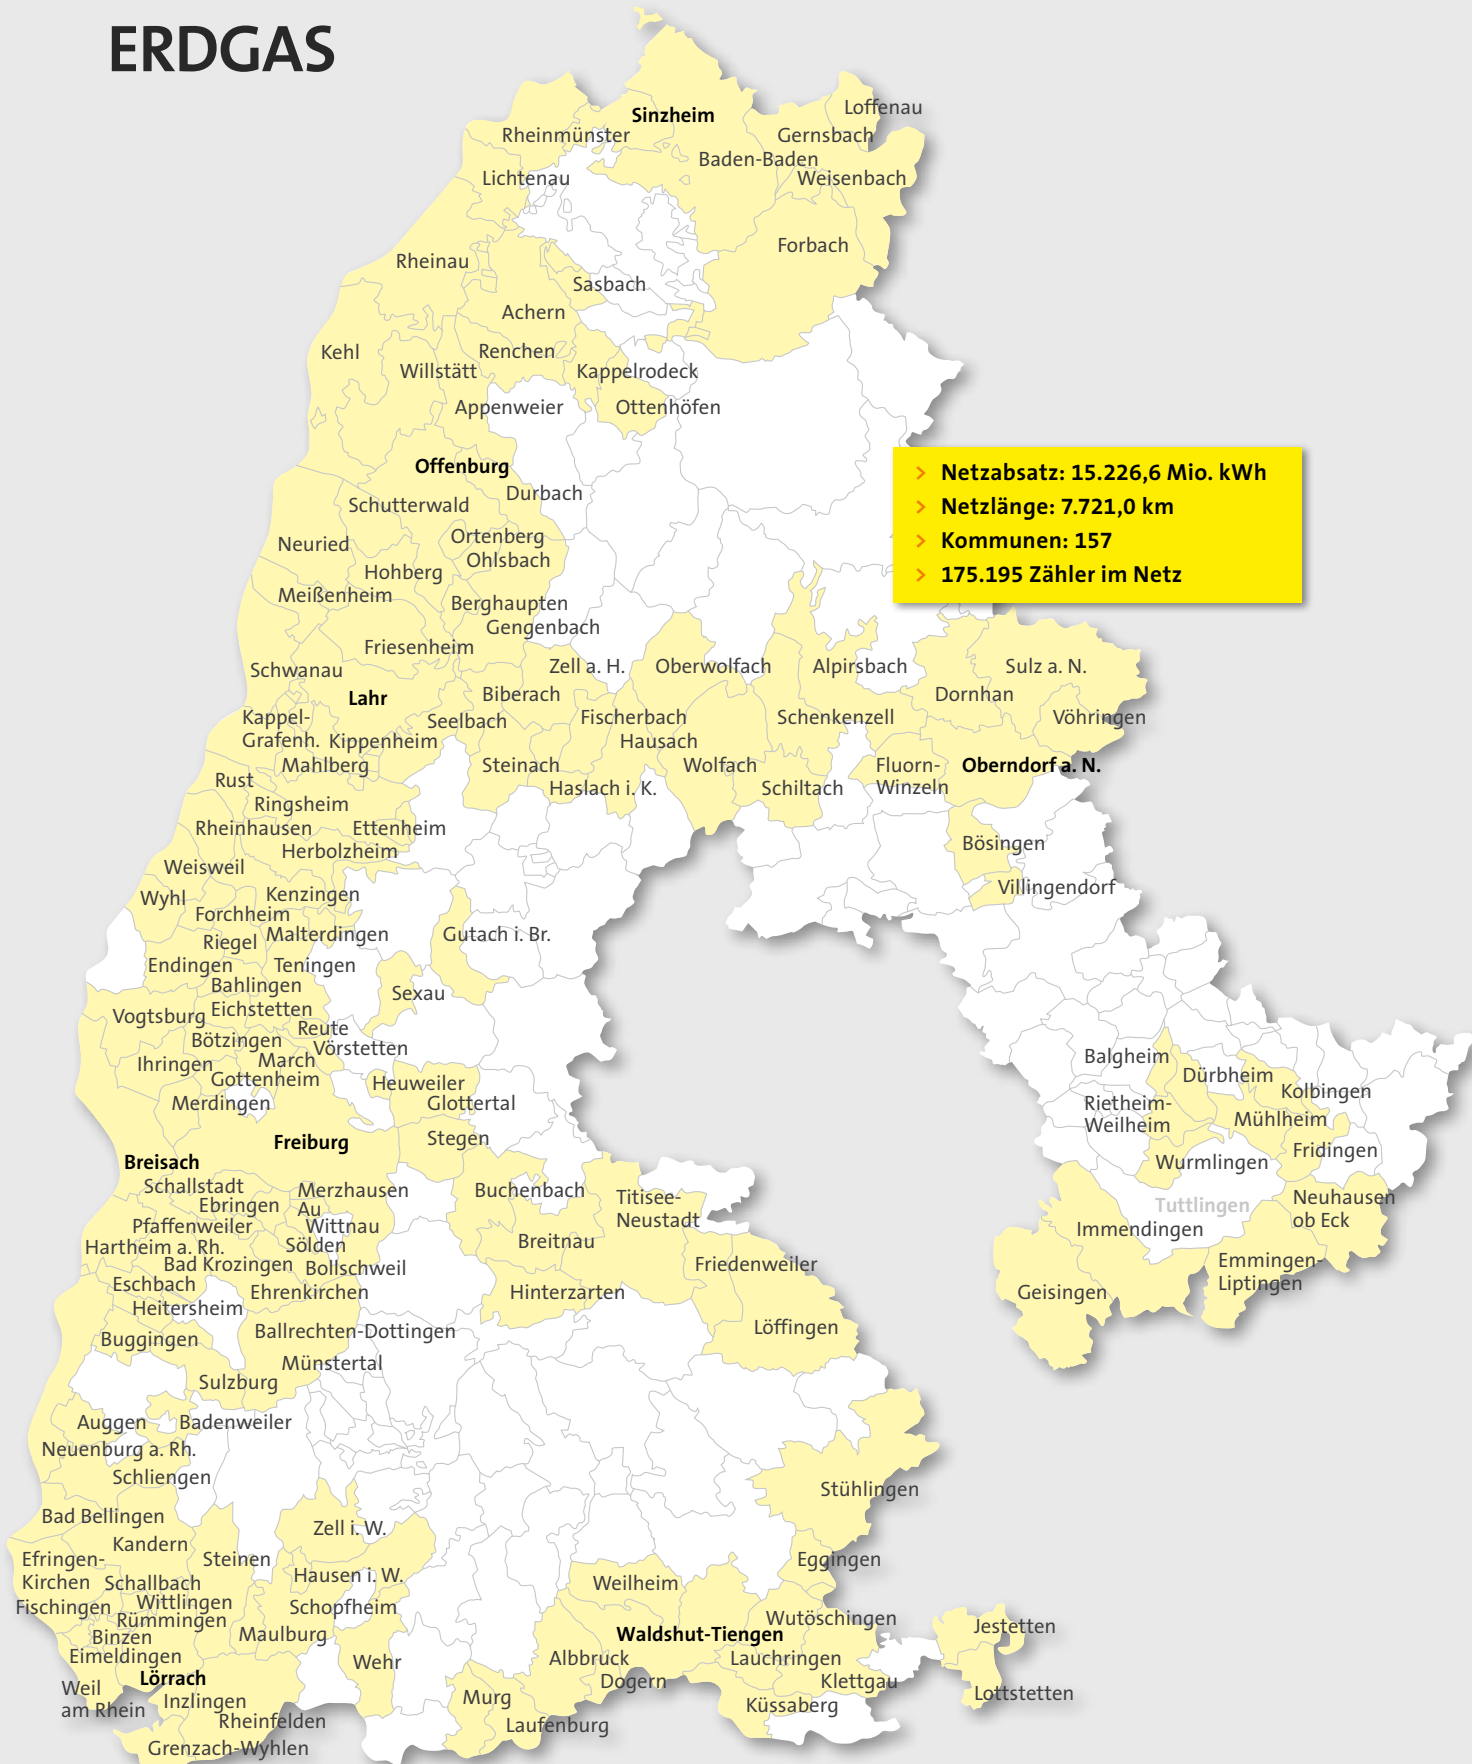 ERDGAS
Loffenau
Sinzheim
Rheinmünster
Gernsbach
Baden-Baden
Lichtenau
Weisenbach
Forbach
Rheinau
Sasbach
Achern
Kehl
Renchen
Willstätt
Kappelrodeck
Appenweier
Ottenhöfen
Offenburg
> Netzabsatz: 15.226,6 Mio. kWh
> Netzlänge: 7.721,0 km
> Kommunen: 157
> 175.195 Zähler im Netz
Durbach
Schutterwald
Ortenberg
Neuried
Ohlsbach
Hohberg
Meißenheim
Berghaupten
Gengenbach
Friesenheim
Schwanau
Zell a. H.
Oberwolfach
Alpirsbach
Sulz a. N.
Lahr
Biberach
Dornhan
Kappel-
Grafenh.
Seelbach
Fischerbach
Schenkenzell
Vöhringen
Kippenheim
Hausach
Mahlberg
Steinach
Wolfach
Fluorn-
Winzeln
Oberndorf a. N.
Rust
Haslach i. K.
Schiltach
Ringsheim
Rheinhausen
Ettenheim
Herbolzheim
Bösingen
Weisweil
Villingendorf
Wyhl
Kenzingen
Forchheim
Riegel
Malterdingen
Gutach i. Br.
Endingen
Teningen
Bahlingen
Sexau
Vogtsburg
Eichstetten
Reute
Bötzingen
Vörstetten
Ihringen
March
Gottenheim
Heuweiler
Merdingen
Glottertal
Balgheim
Dürbheim
Kolbingen
Rietheim-
Weilheim
Mühlheim
Fridingen
Wurmlingen
Freiburg
Stegen
Breisach
Schallstadt
Merzhausen
Ebringen
Au
Buchenbach
Titisee-
Neustadt
Tuttlingen
Neuhausen
ob Eck
Pfaffenweiler
Wittnau
Immendingen
Hartheim a. Rh.
Sölden
Breitnau
Bad Krozingen
Bollschweil
Friedenweiler
Emmingen-
Liptingen
Eschbach
Ehrenkirchen
Hinterzarten
Geisingen
Heitersheim
Buggingen
Ballrechten-Dottingen
Löffingen
Münstertal
Sulzburg
Auggen
Badenweiler
Neuenburg a. Rh.
Schliengen
Stühlingen
Bad Bellingen
Zell i. W.
Kandern
Efringen-
Kirchen
Steinen
Eggingen
Schallbach
Hausen i. W.
Weilheim
Fischingen
Wittlingen
Schopfheim
Rümmingen
Wutöschingen
Binzen
Maulburg
Waldshut-Tiengen
Jestetten
Eimeldingen
Wehr
Albbruck
Lauchringen
Lörrach
Dogern
Klettgau
Weil
am Rhein
Inzlingen
Murg
Küssaberg
Lottstetten
Rheinfelden
Laufenburg
Grenzach-Wyhlen